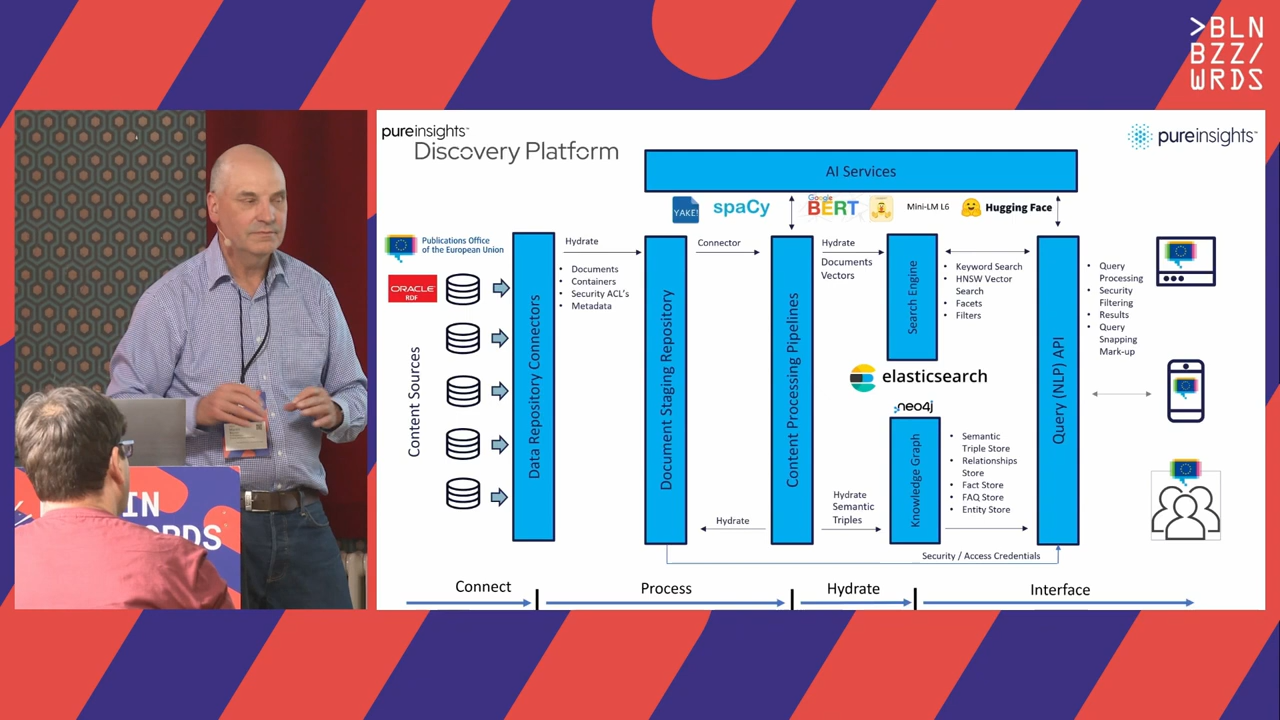 >BLN
BZZ/
WRDS
pureinsights™
Discovery Platform
pureinsights™
AI Services
YAKE!
spaCy
Google
BERT
Mini-LM L6
Hugging Face
Publications Office
of the European Union
ORACLE
RDF
Content Sources
Data Repository Connectors
Hydrate
• Documents
• Containers
• Security ACL's
• Metadata
Document Staging Repository
Connector
Hydrate
Content Processing Pipelines
Hydrate
Documents
Vectors
Search Engine
• Keyword Search
• HNSW Vector
Search
• Facets
• Filters
elasticsearch
neo4j
Hydrate
Semantic
Triples
Knowledge Graph
• Semantic
Triple Store
• Relationships
Store
• Fact Store
• FAQ Store
• Entity Store
Security / Access Credentials
Query (NLP) API
• Query
Processing
• Security
Filtering
• Results
• Query
Snapping
Mark-up
Connect
Process
Hydrate
Interface
IN
ORDS